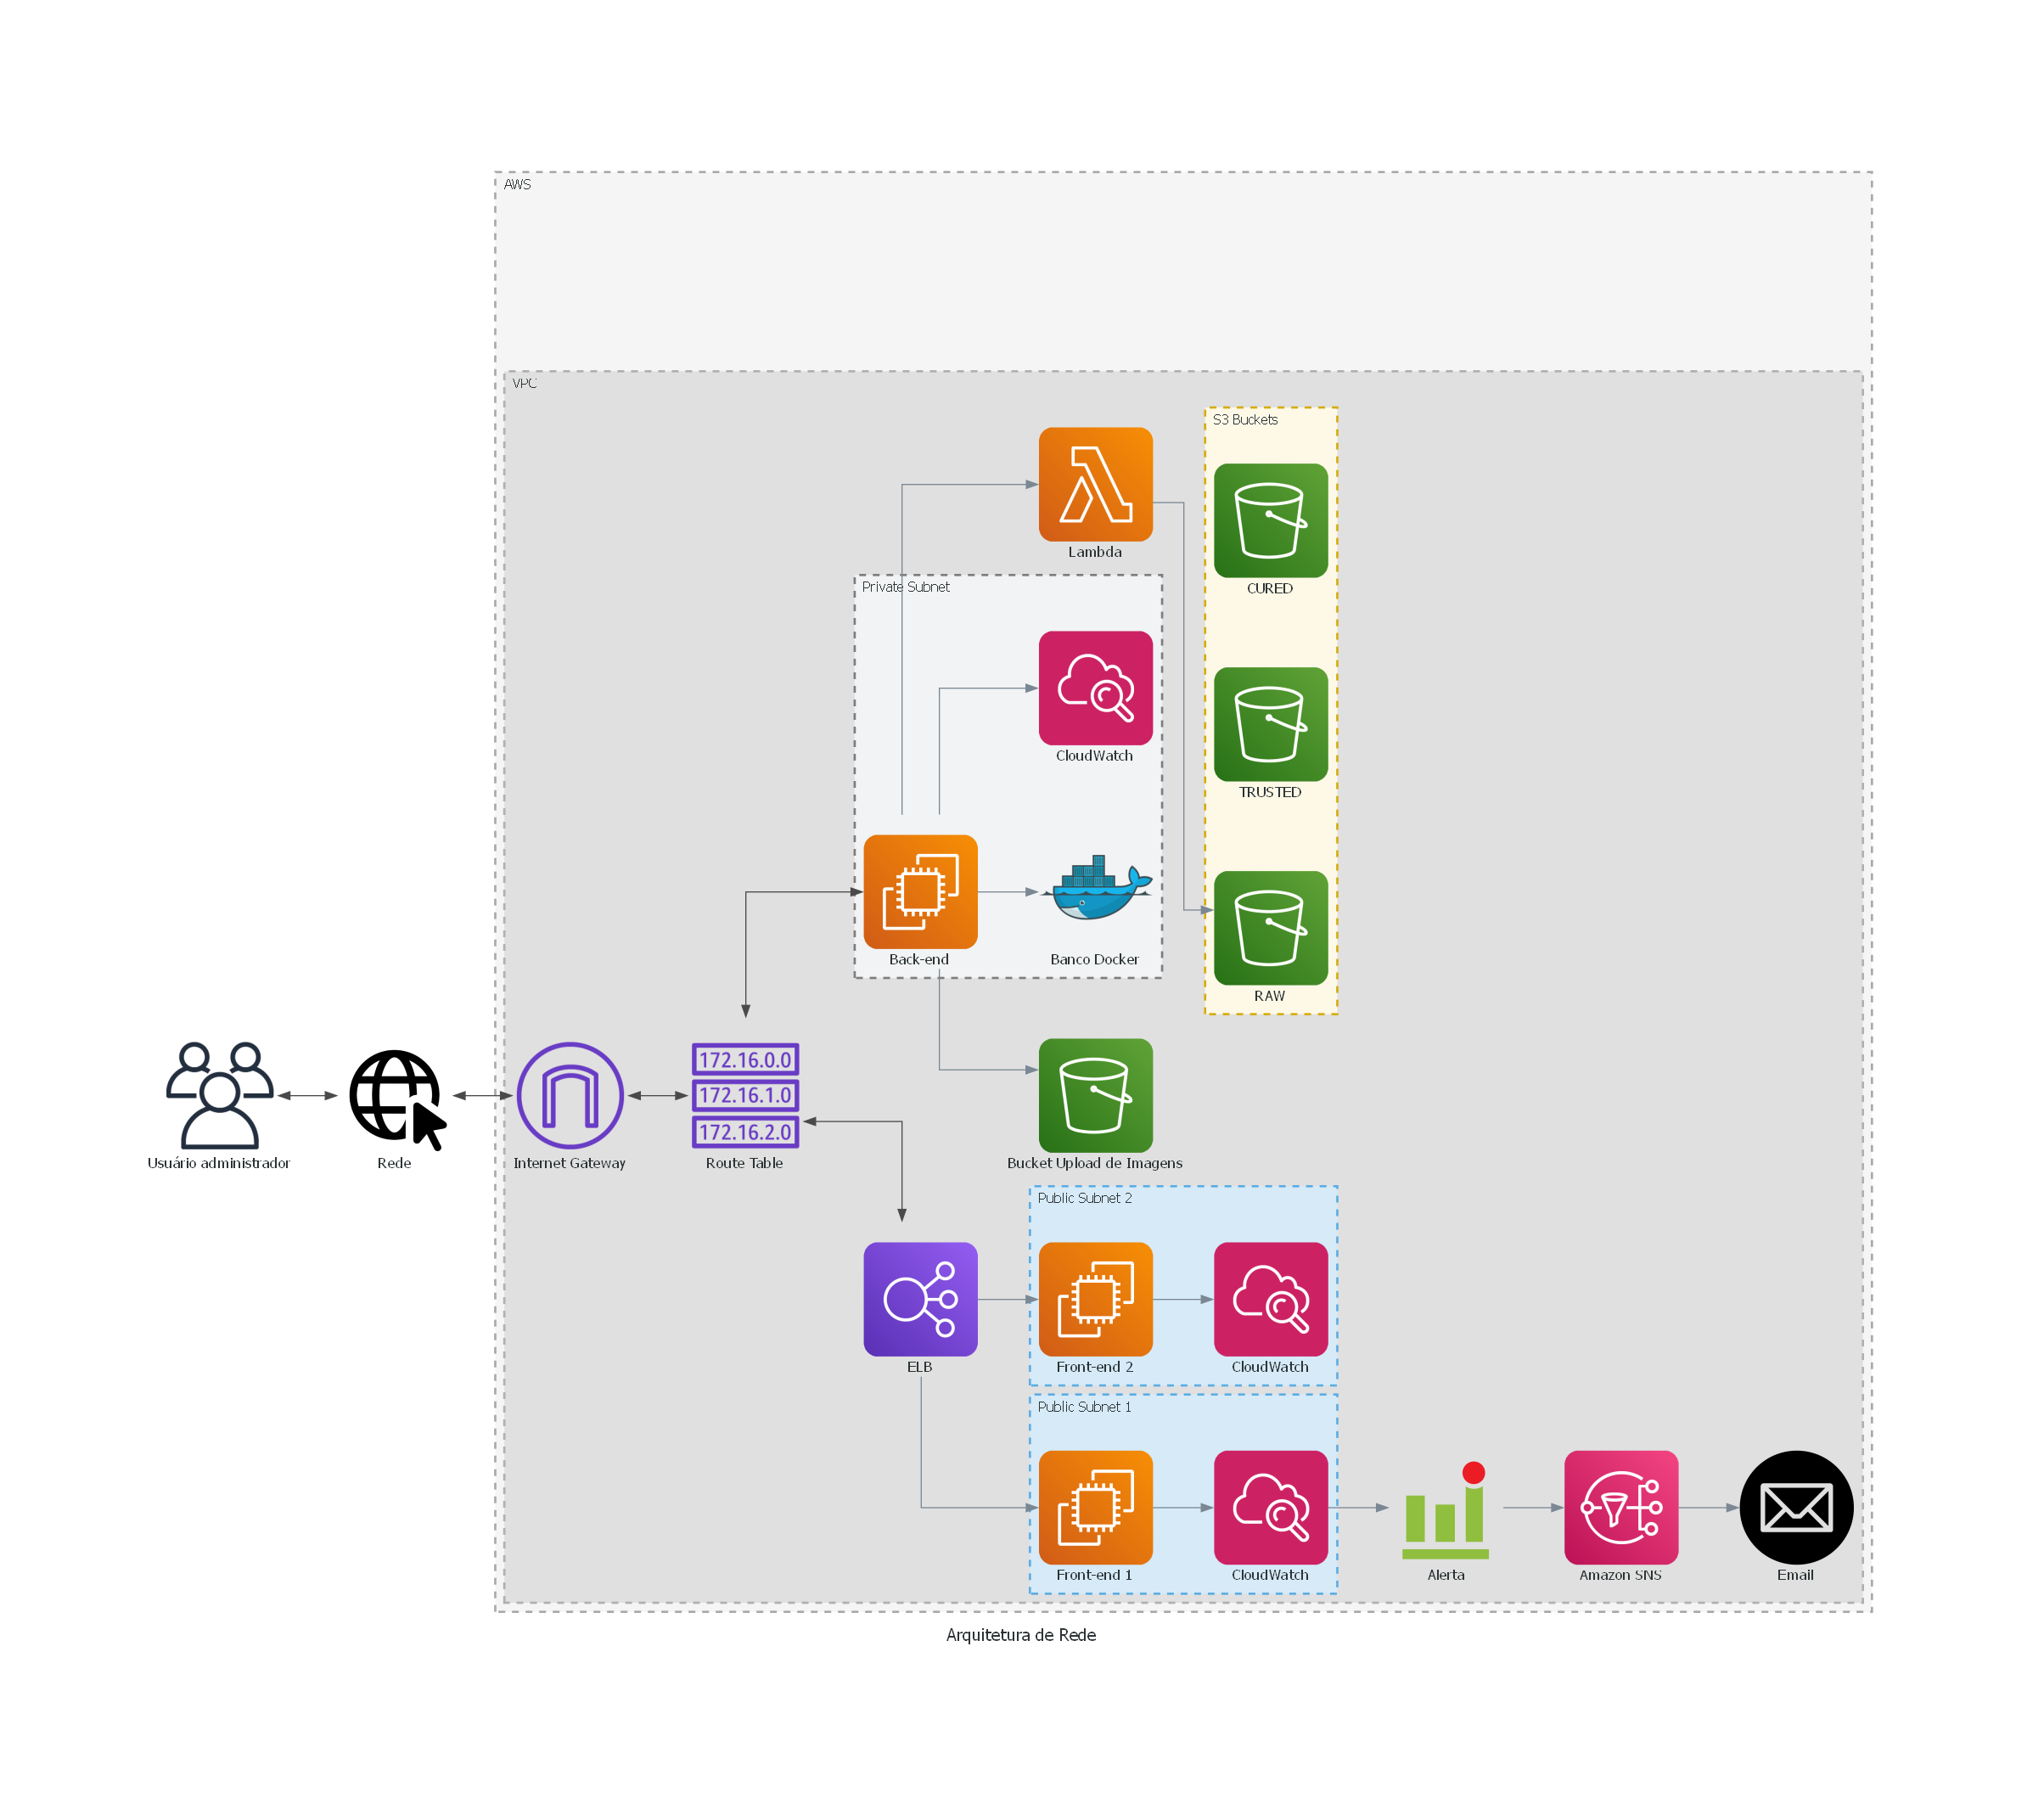 AWS
VPC
S3 Buckets
Lambda
CURED
Private Subnet
CloudWatch
TRUSTED
Back-end
Banco Docker
RAW
172.16.0.0
172.16.1.0
172.16.2.0
Usuário administrador
Rede
Internet Gateway
Route Table
Bucket Upload de Imagens
Public Subnet 2
ELB
Front-end 2
CloudWatch
Public Subnet 1
Front-end 1
CloudWatch
Alerta
Amazon SNS
Email
Arquitetura de Rede